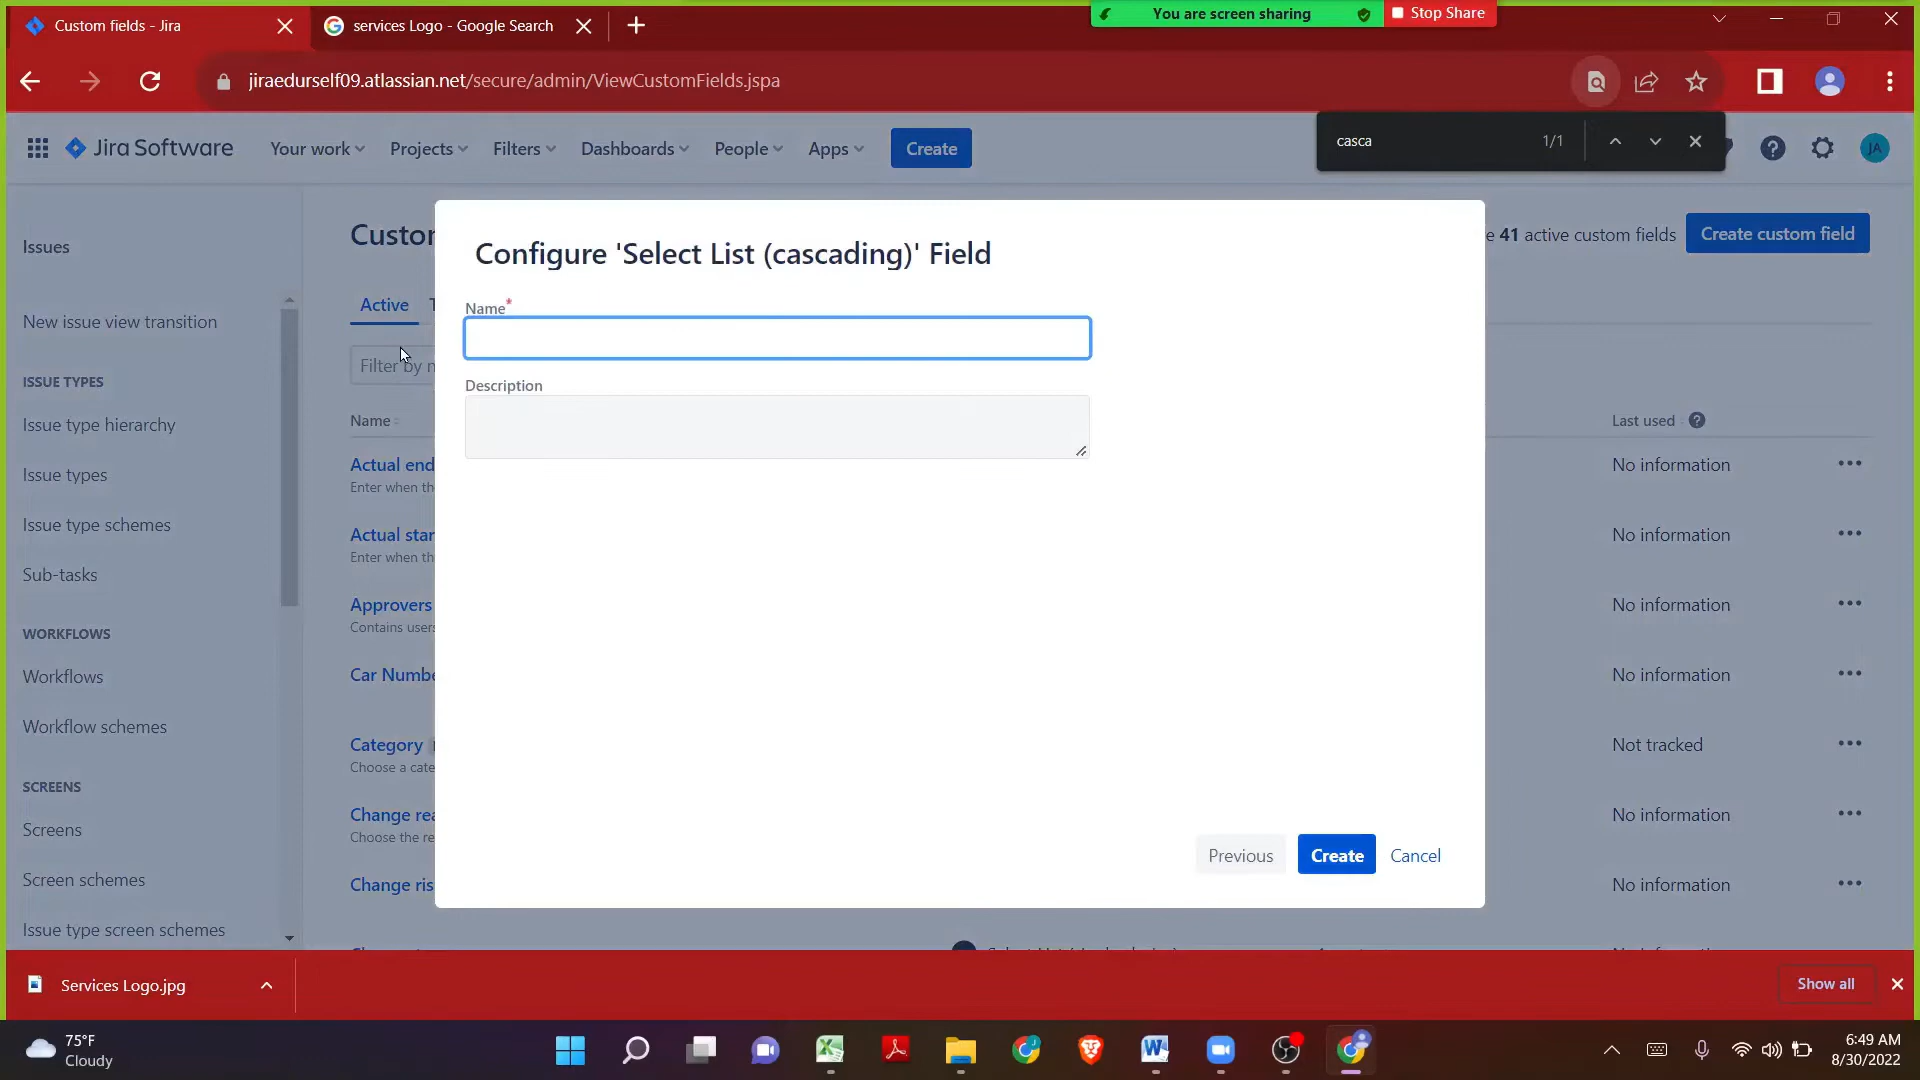 Custom fields - Jira
services Logo - Google Search
You are screen sharing
Stop Share
jiraedurself09.atlassian.net/secure/admin/ViewCustomFields.jspa
Jira Software
Your work
Projects
Filters
Dashboards
People
Apps
Create
casca
1/1
JA
Issues
New issue view transition
ISSUE TYPES
Issue type hierarchy
Issue types
Issue type schemes
Sub-tasks
WORKFLOWS
Workflows
Workflow schemes
SCREENS
Screens
Screen schemes
Issue type screen schemes
Custor
e 41 active custom fields
Create custom field
Active
Filter by n
Name
Last used
Actual end
Enter when th
No information
Actual star
Enter when th
No information
Approvers
Contains users
No information
Car Numbe
No information
Category
Choose a cate
Not tracked
Change rea
Choose the re
No information
Change ris
No information
Configure 'Select List (cascading)' Field
Name*
Description
Previous
Create
Cancel
Services Logo.jpg
Show all
75°F
Cloudy
6:49 AM
8/30/2022